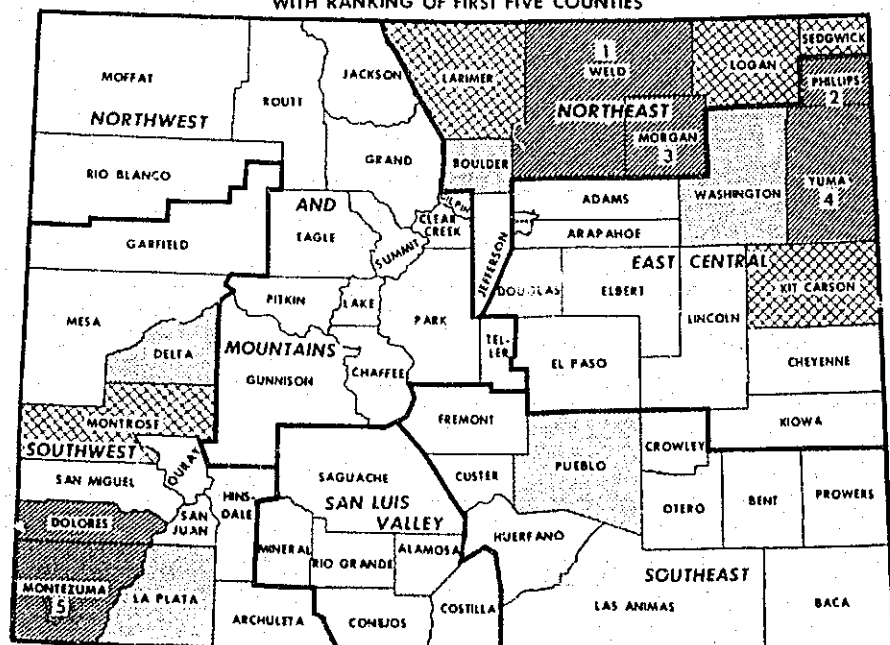 WITH RANKING OF FIRST FIVE COUNTIES
MOFFAT
ROUTT
JACKSON
LARIMER
1
WELD
LOGAN
SEDGWICK
PHILLIPS
2
NORTHWEST
NORTHEAST
MORGAN
3
RIO BLANCO
GRAND
BOULDER
WASHINGTON
YUMA
4
AND
EAGLE
CLEAR
CREEK
ADAMS
GARFIELD
SUMMIT
JEFFERSON
ARAPAHOE
EAST CENTRAL
PITKIN
LAKE
PARK
DOUGLAS
ELBERT
LINCOLN
KIT CARSON
MESA
DELTA
MOUNTAINS
GUNNISON
CHAFFEE
TEL-
LER
EL PASO
CHEYENNE
MONTROSE
FREMONT
CROWLEY
KIOWA
SOUTHWEST
OURAY
SAN MIGUEL
HINS-
DALE
SAGUACHE
SAN LUIS
VALLEY
CUSTER
PUEBLO
OTERO
BENT
PROWERS
DOLORES
SAN
JUAN
MINERAL
RIO GRANDE
ALAMOSA
HUERFANO
MONTEZUMA
5
LA PLATA
ARCHULETA
CONEJOS
COSTILLA
SOUTHEAST
LAS ANIMAS
BACA